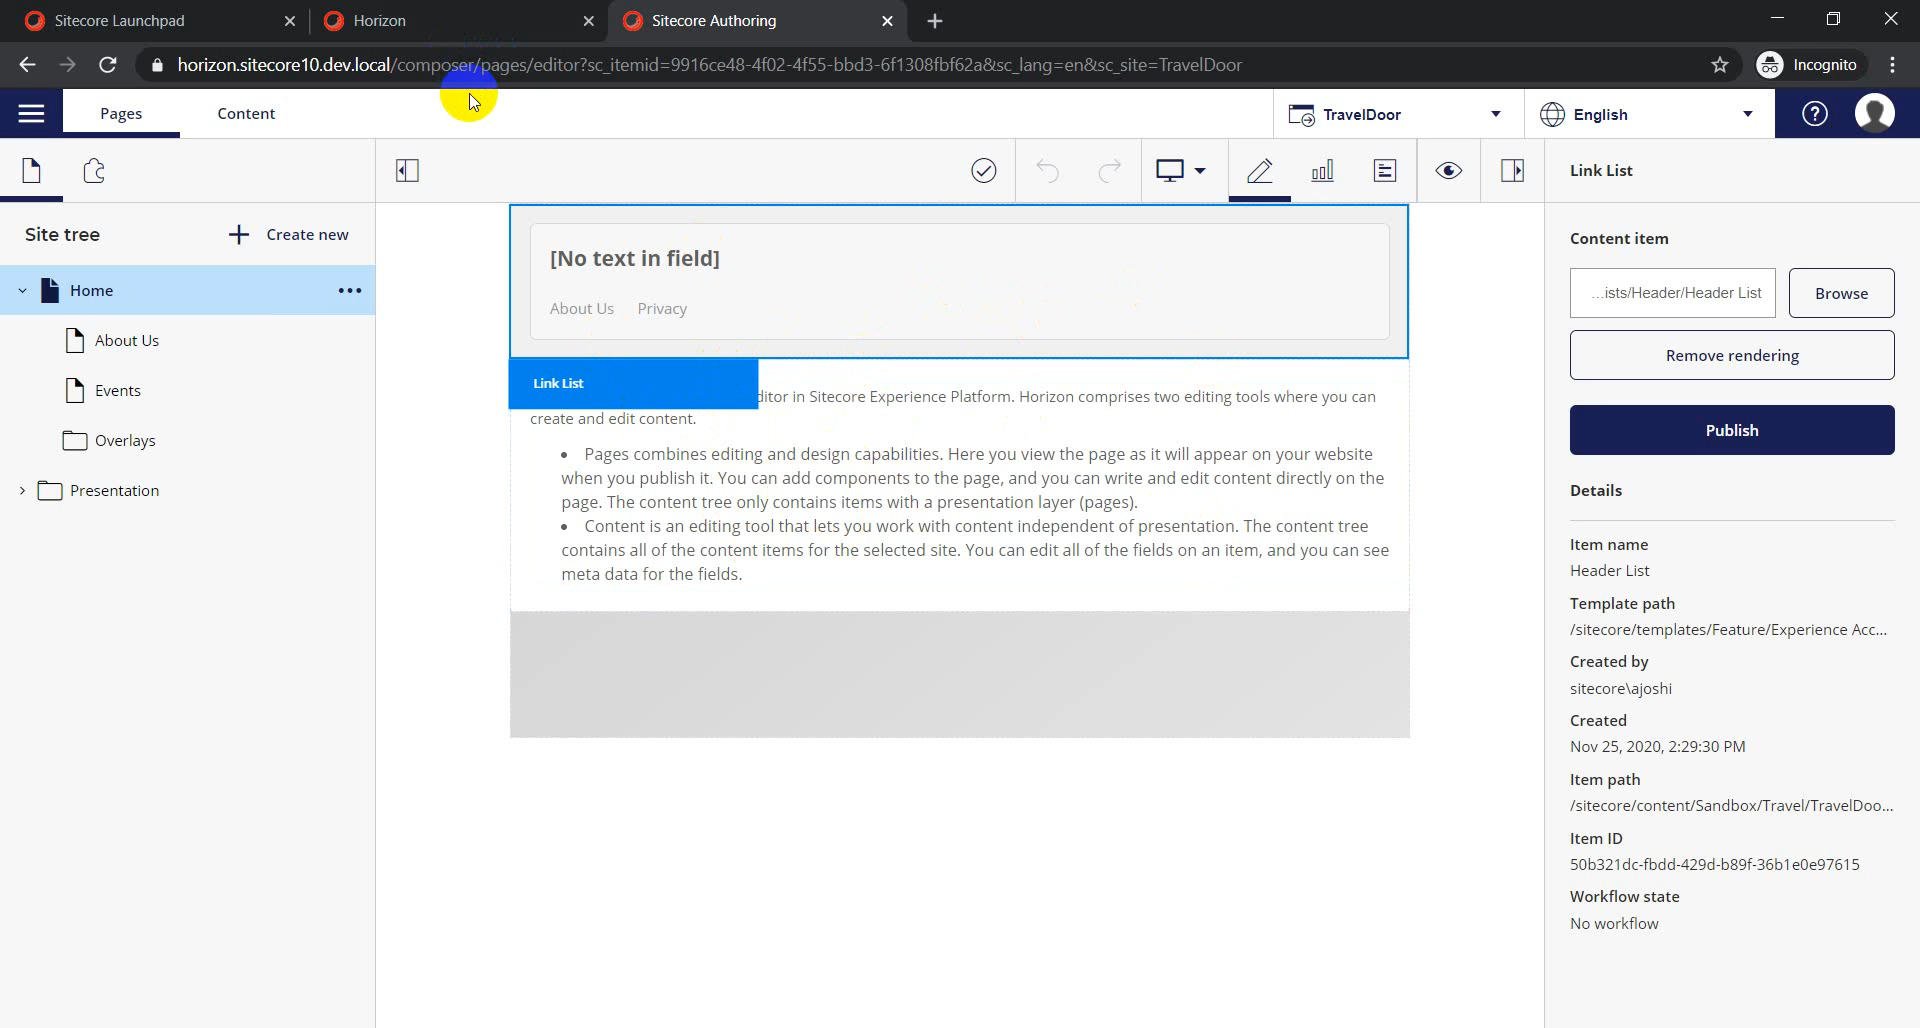 Sitecore Launchpad
Horizon
Sitecore Authoring
horizon.sitecore10.dev.local/composer/pages/editor?sc_itemid=9916ce48-4f02-4f55-bbd3-6f1308fbf62a&sc_lang=en&sc_site=TravelDoor
Incognito
Pages
Content
TravelDoor
English
Link List
Site tree
Create new
Home
About Us
Events
Overlays
Presentation
[No text in field]
About Us
Privacy
Link List
ditor in Sitecore Experience Platform. Horizon comprises two editing tools where you can
create and edit content.
• Pages combines editing and design capabilities. Here you view the page as it will appear on your website
when you publish it. You can add components to the page, and you can write and edit content directly on the
page. The content tree only contains items with a presentation layer (pages).
• Content is an editing tool that lets you work with content independent of presentation. The content tree
contains all of the content items for the selected site. You can edit all of the fields on an item, and you can see
meta data for the fields.
Content item
...ists/Header/Header List
Browse
Remove rendering
Publish
Details
Item name
Header List
Template path
/sitecore/templates/Feature/Experience Acc...
Created by
sitecore\ajoshi
Created
Nov 25, 2020, 2:29:30 PM
Item path
/sitecore/content/Sandbox/Travel/TravelDoo...
Item ID
50b321dc-fbdd-429d-b89f-36b1e0e97615
Workflow state
No workflow